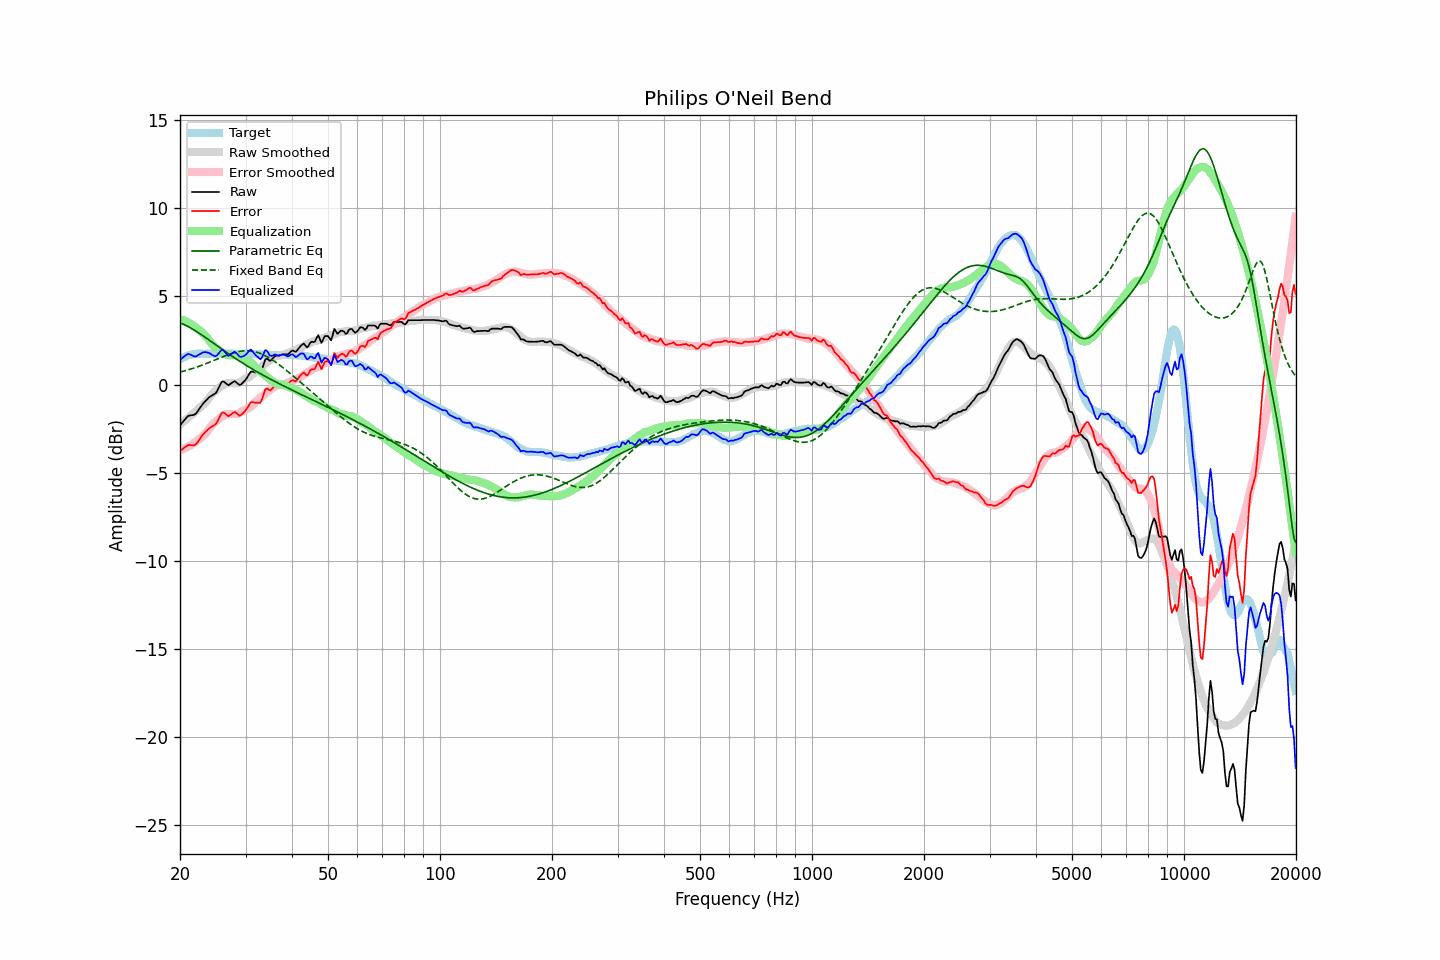 Philips O'Neil Bend
15
10
5
0
−5
−10
−15
−20
−25
Amplitude (dBr)
Target
Raw Smoothed
Error Smoothed
Raw
Error
Equalization
Parametric Eq
Fixed Band Eq
Equalized
20
50
100
200
500
1000
2000
5000
10000
20000
Frequency (Hz)